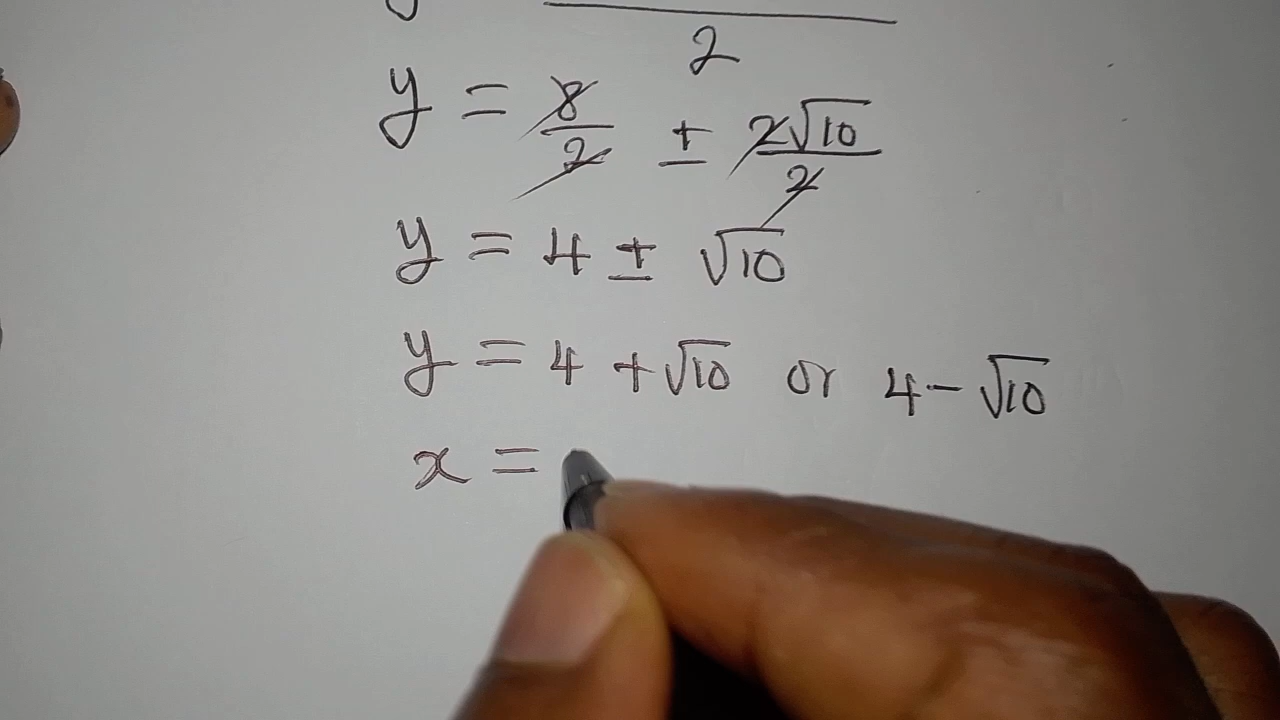 2
y = 8/2 ± 2√10/2
y = 4 ± √10
y = 4 + √10 or 4 - √10
x =